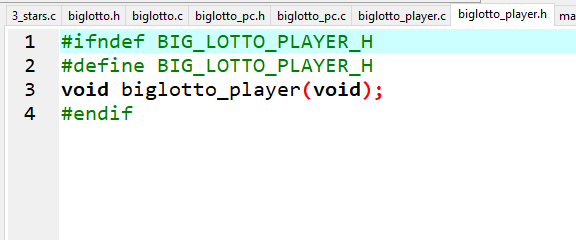 3_stars.c biglotto.h biglotto.c biglotto_pc.h biglotto_pc.c biglotto_player.c biglotto_player.h ma
1 #ifndef BIG_LOTTO_PLAYER_H
2 #define BIG_LOTTO_PLAYER_H
3 void biglotto_player(void);
4 #endif